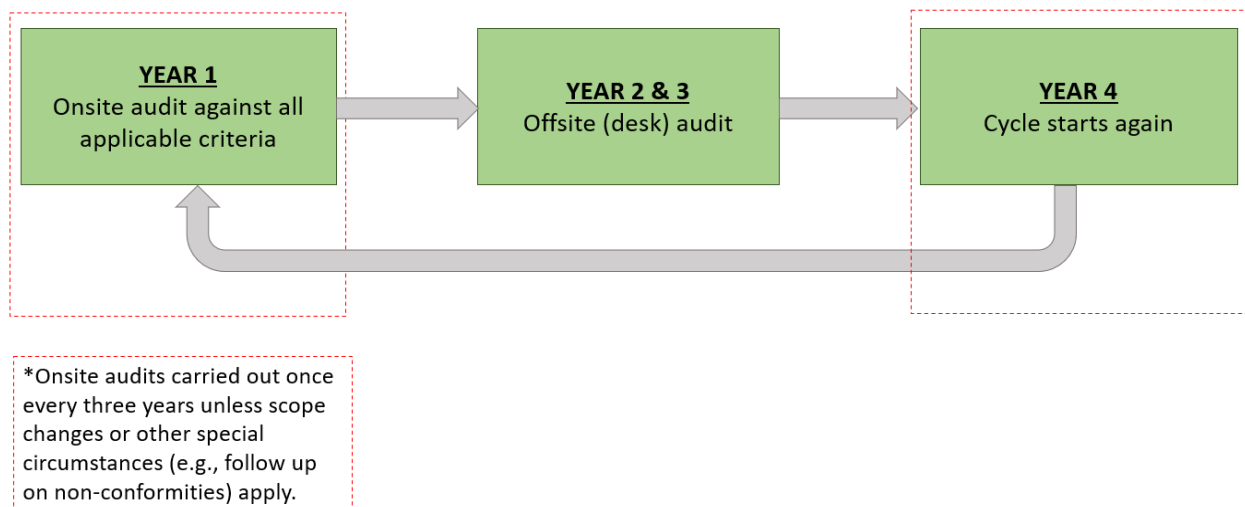 YEAR 1
Onsite audit against all
applicable criteria
YEAR 2 & 3
Offsite (desk) audit
YEAR 4
Cycle starts again
*Onsite audits carried out once
every three years unless scope
changes or other special
circumstances (e.g., follow up
on non-conformities) apply.